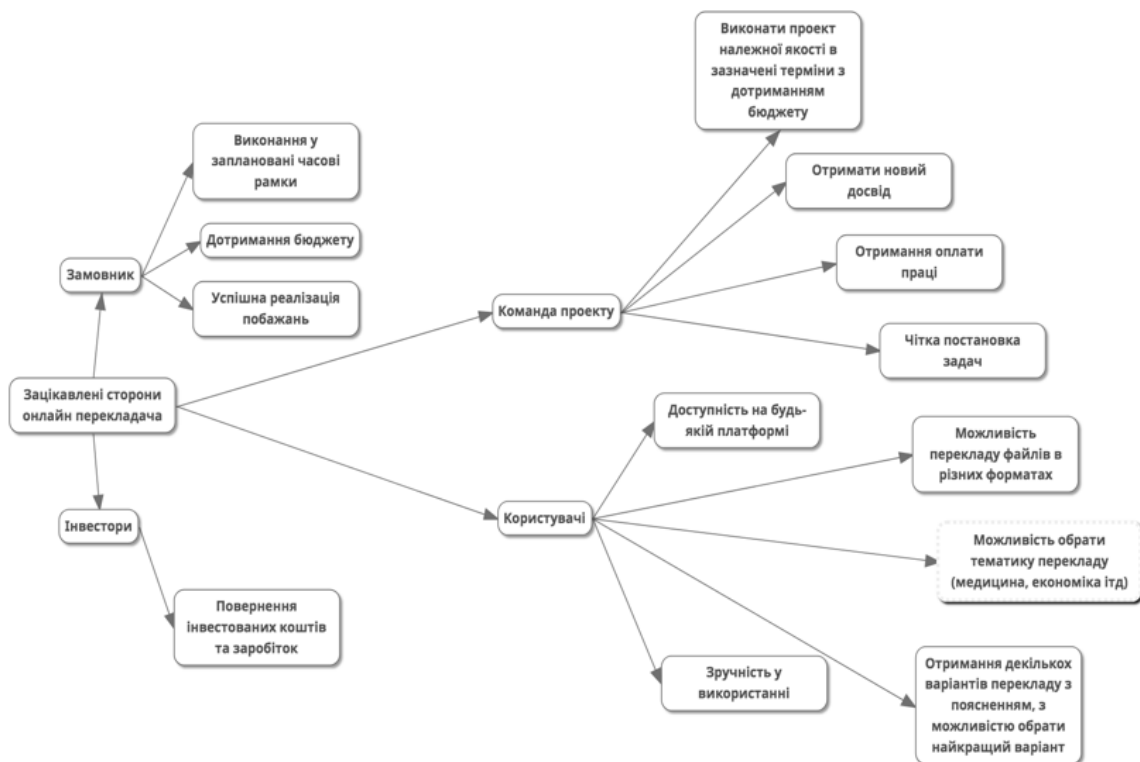 Зацікавлені сторони
онлайн перекладача
Замовник
Виконання у
заплановані часові
рамки
Дотримання бюджету
Успішна реалізація
побажань
Інвестори
Повернення
інвестованих коштів
та заробіток
Команда проекту
Виконати проект
належної якості в
зазначені терміни з
дотриманням
бюджету
Отримати новий
досвід
Отримання оплати
праці
Чітка постановка
задач
Користувачі
Доступність на будь-
якій платформі
Можливість
перекладу файлів в
різних форматах
Можливість обрати
тематику перекладу
(медицина, економіка ітд)
Отримання декількох
варіантів перекладу з
поясненням, з
можливістю обрати
найкращий варіант
Зручність у
використанні